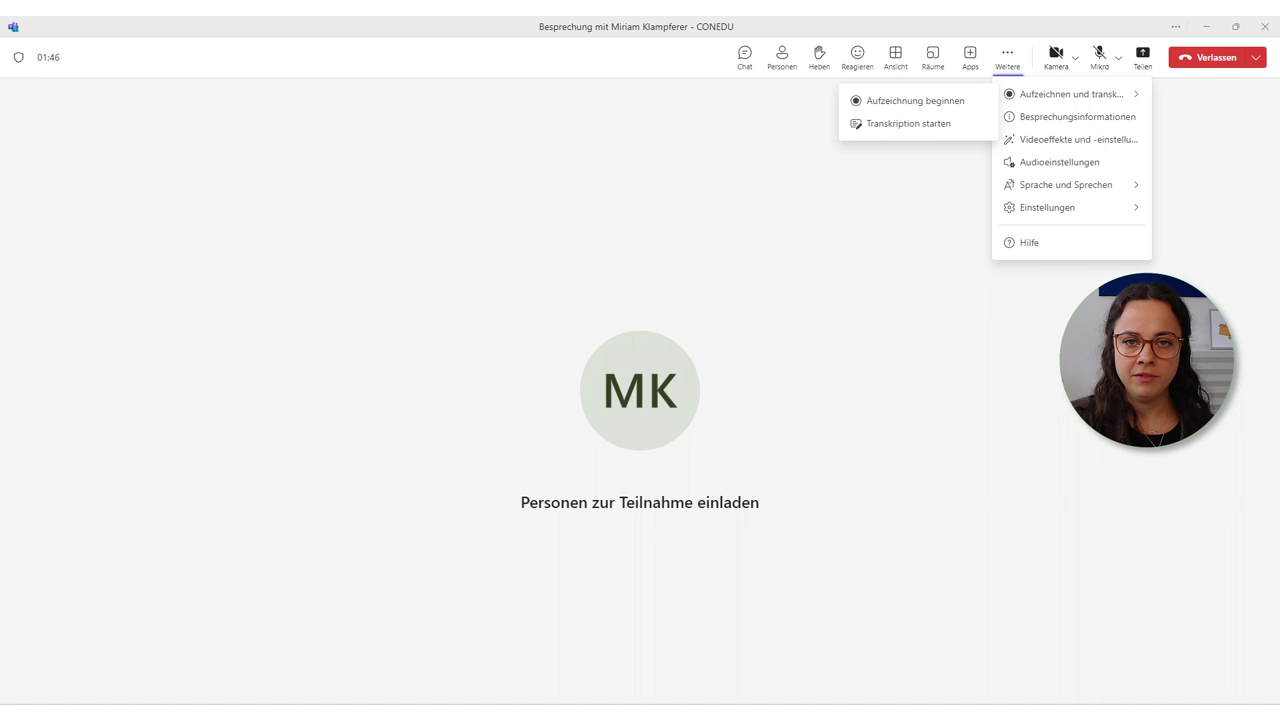 Besprechung mit Miriam Klampferer - CONEDU
01:46
Chat
Personen
Heben
Reagieren
Ansicht
Räume
Apps
Weitere
Kamera
Mikro
Teilen
Verlassen
Aufzeichnung beginnen
Transkription starten
Aufzeichnen und transk...
Besprechungsinformationen
Videoeffekte und -einstellu...
Audioeinstellungen
Sprache und Sprechen
Einstellungen
Hilfe
MK
Personen zur Teilnahme einladen